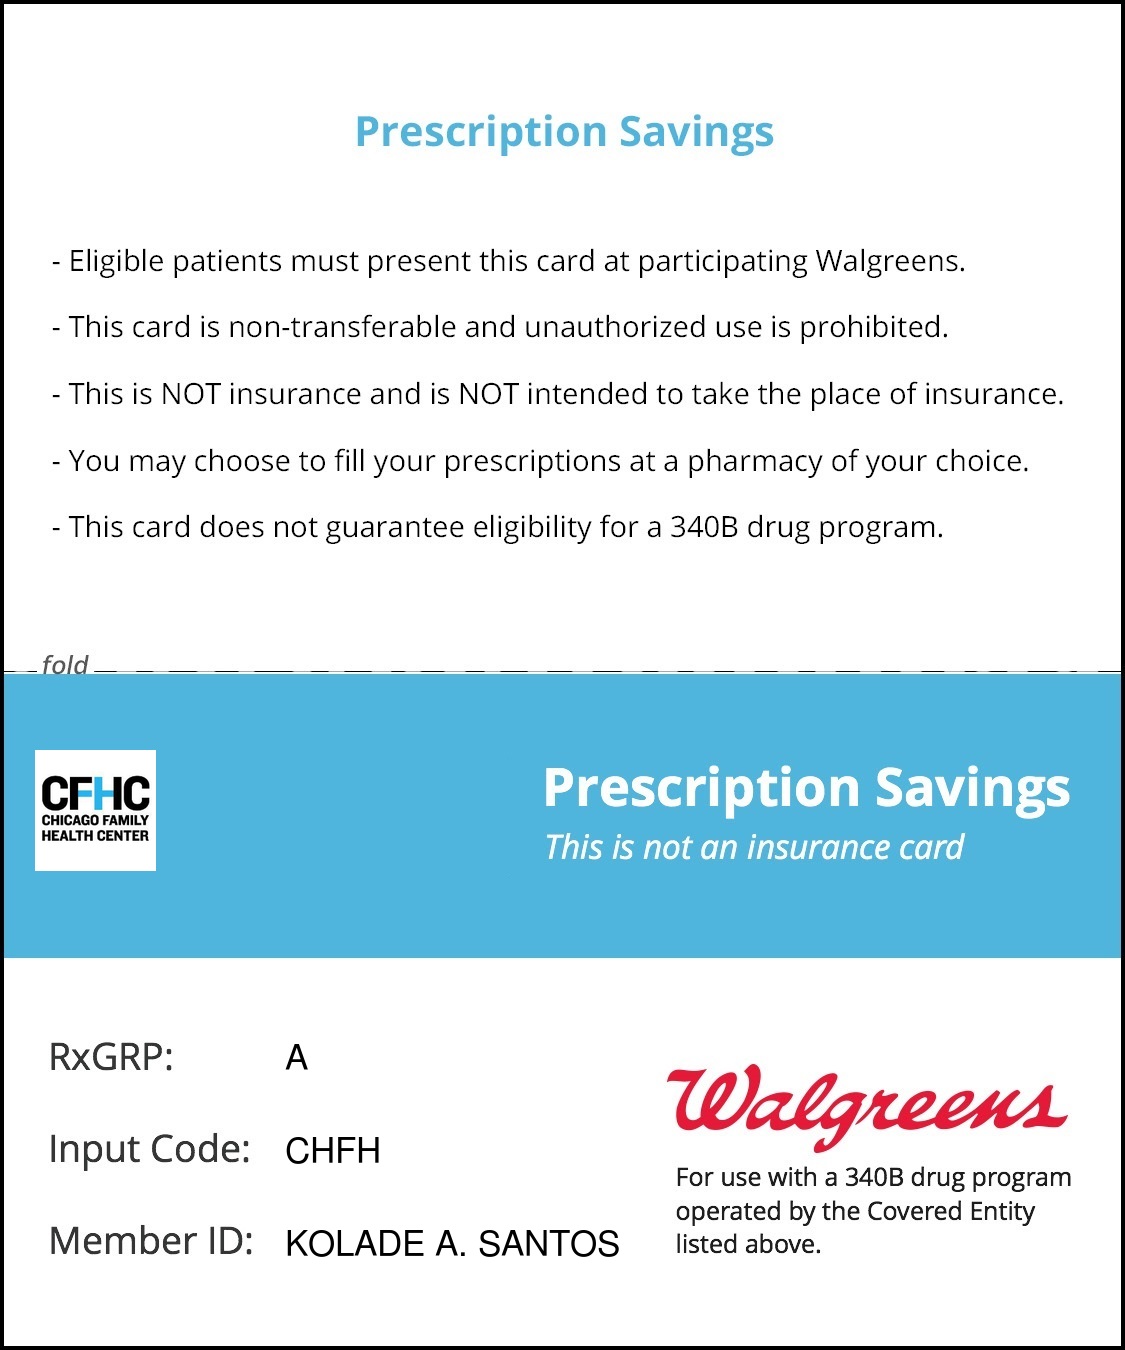 Prescription Savings
- Eligible patients must present this card at participating Walgreens.
- This card is non-transferable and unauthorized use is prohibited.
- This is NOT insurance and is NOT intended to take the place of insurance.
- You may choose to fill your prescriptions at a pharmacy of your choice.
- This card does not guarantee eligibility for a 340B drug program.
fold
CFHC
CHICAGO FAMILY
HEALTH CENTER
Prescription Savings
This is not an insurance card
RxGRP: A
Input Code: CHFH
Member ID: KOLADE A. SANTOS
Walgreens
For use with a 340B drug program
operated by the Covered Entity
listed above.